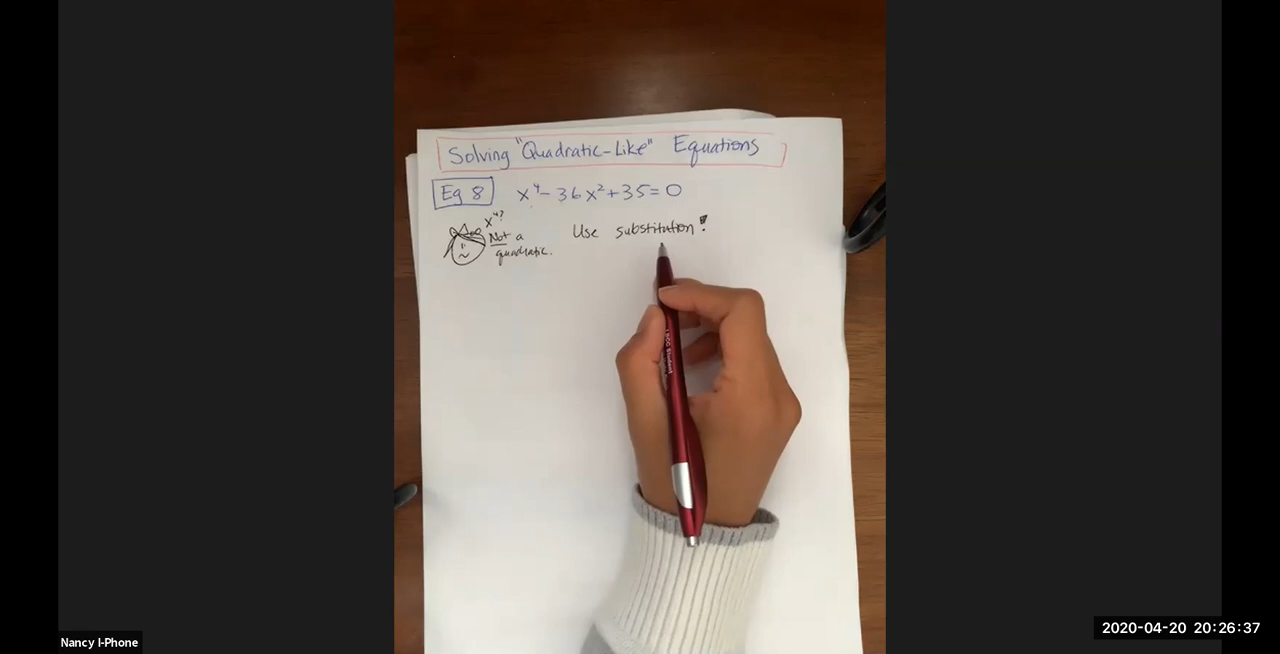 Solving "Quadratic-Like" Equations
Eg 8 x⁴- 36x²+35=0
x⁴?
Not a
quadratic.
Use substitution!
Nancy I-Phone
2020-04-20 20:26:37